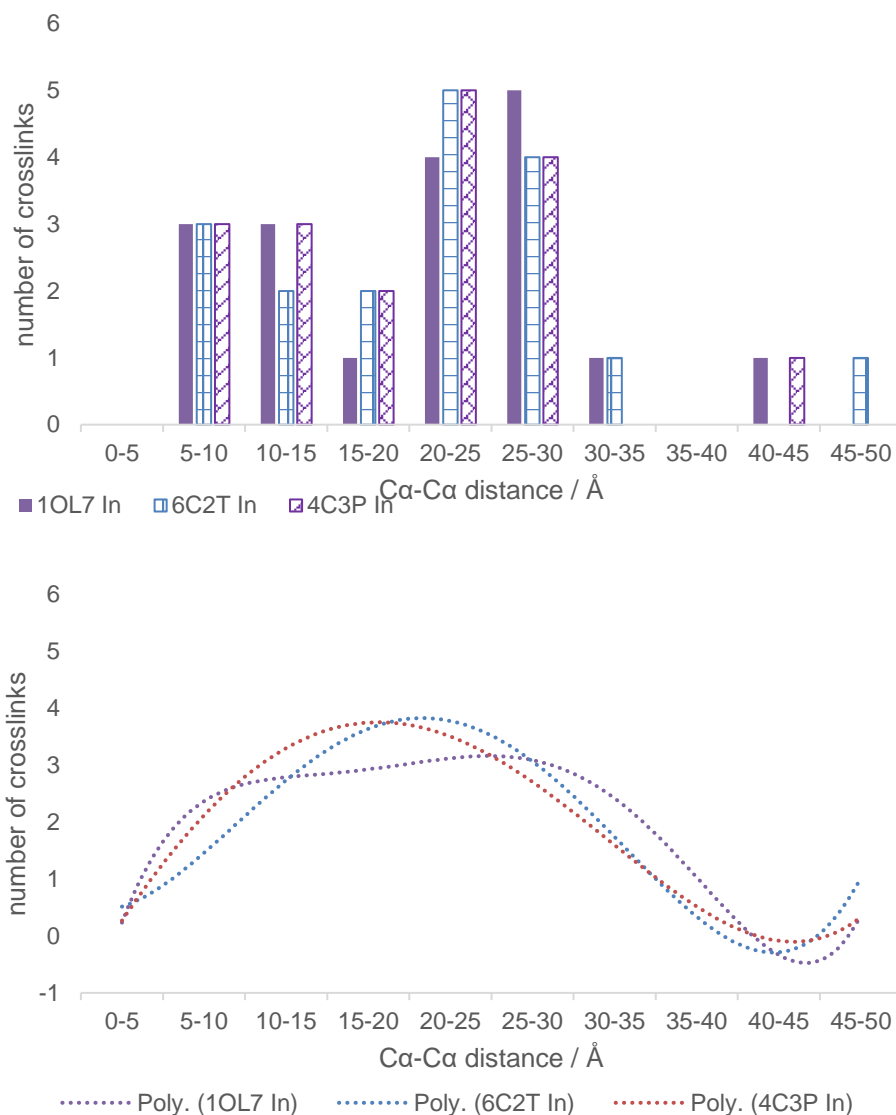 6
5
4
3
2
1
0
number of crosslinks
0-5 5-10 10-15 15-20 20-25 25-30 30-35 35-40 40-45 45-50
Cα-Cα distance / Å
1OL7 In 6C2T In 4C3P In
6
5
4
3
2
1
0
-1
number of crosslinks
0-5 5-10 10-15 15-20 20-25 25-30 30-35 35-40 40-45 45-50
Cα-Cα distance / Å
Poly. (1OL7 In) Poly. (6C2T In) Poly. (4C3P In)